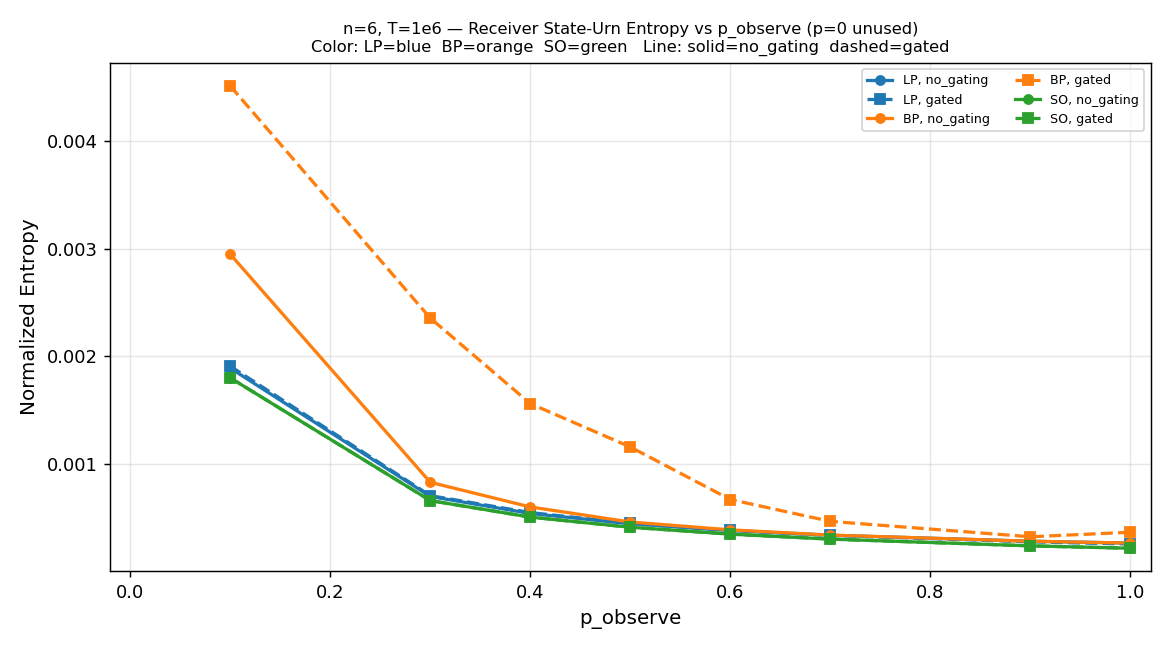 n=6, T=1e6 — Receiver State-Urn Entropy vs p_observe (p=0 unused)
Color: LP=blue  BP=orange  SO=green   Line: solid=no_gating  dashed=gated
LP, no_gating
LP, gated
BP, no_gating
BP, gated
SO, no_gating
SO, gated
Normalized Entropy
0.004
0.003
0.002
0.001
0.0 0.2 0.4 0.6 0.8 1.0
p_observe